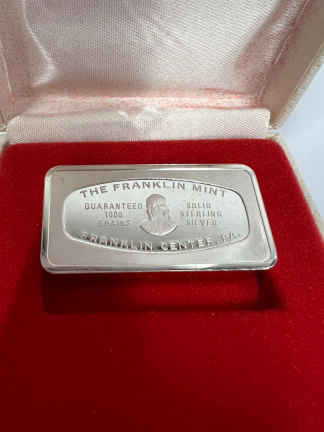 THE FRANKLIN MINT
GUARANTEED
1000
GRAINS
SOLID
STERLING
SILVER
FRANKLIN CENTER, PA.